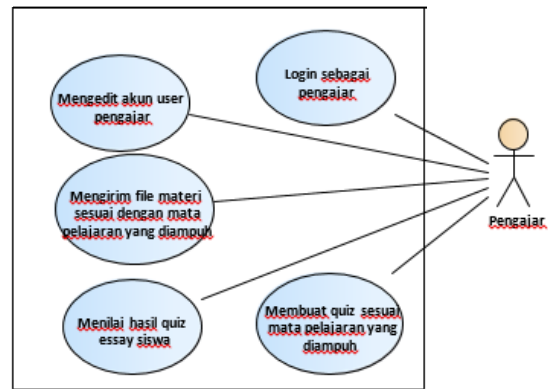 Login sebagai
pengajar
Mengedit akun user
pengajar
Mengirim file materi
sesuai dengan mata
pelajaran yang diampuh
Pengajar
Menilai hasil quiz
essay siswa
Membuat quiz sesuai
mata pelajaran yang
diampuh